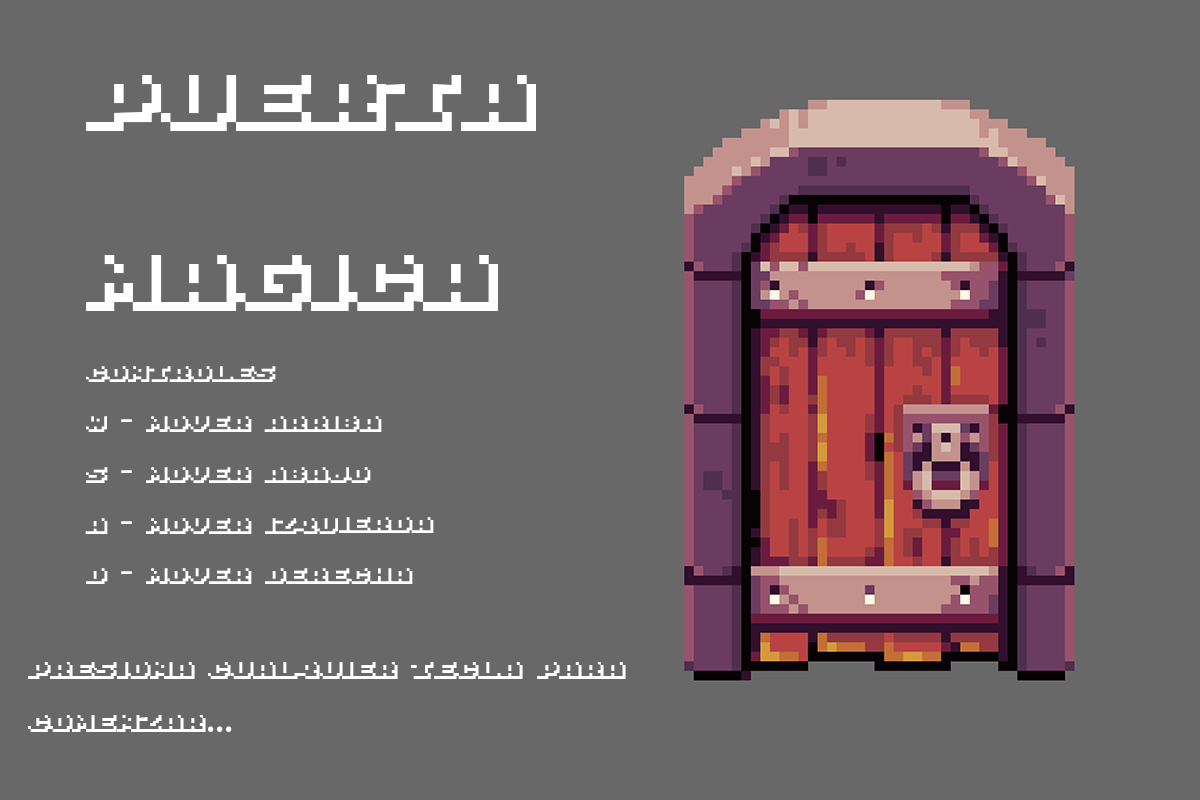 PUERTA
MAGICA
CONTROLES
W - MOVER ARRIBA
S - MOVER ABAJO
A - MOVER IZQUIERDA
D - MOVER DERECHA
PRESIONA CUALQUIER TECLA PARA
COMENZAR...